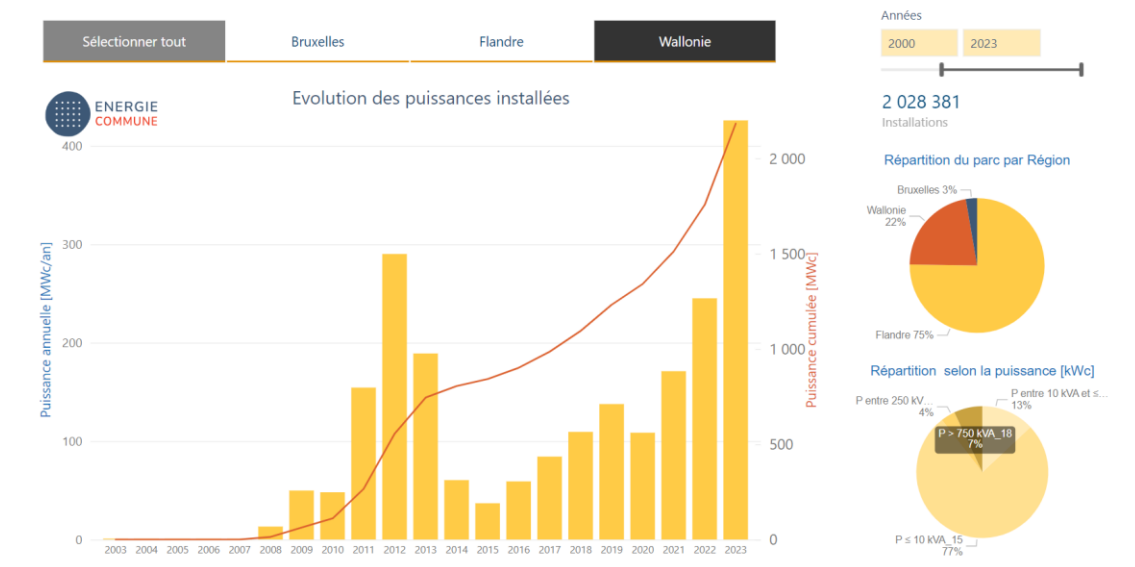 Sélectionner tout
Bruxelles
Flandre
Wallonie
Années
2000
2023
2 028 381
Installations
ENERGIE
COMMUNE
Evolution des puissances installées
Puissance annuelle [MWc/an]
400
300
200
100
0
2 000
1 500
1 000
500
0
Puissance cumulée [MWc]
2003 2004 2005 2006 2007 2008 2009 2010 2011 2012 2013 2014 2015 2016 2017 2018 2019 2020 2021 2022 2023
Répartition du parc par Région
Bruxelles 3%
Wallonie
22%
Flandre 75%
Répartition selon la puissance [kWc]
P entre 250 kV...
4%
P entre 10 kVA et ≤...
13%
P > 750 kVA_18
7%
P ≤ 10 kVA_15
77%